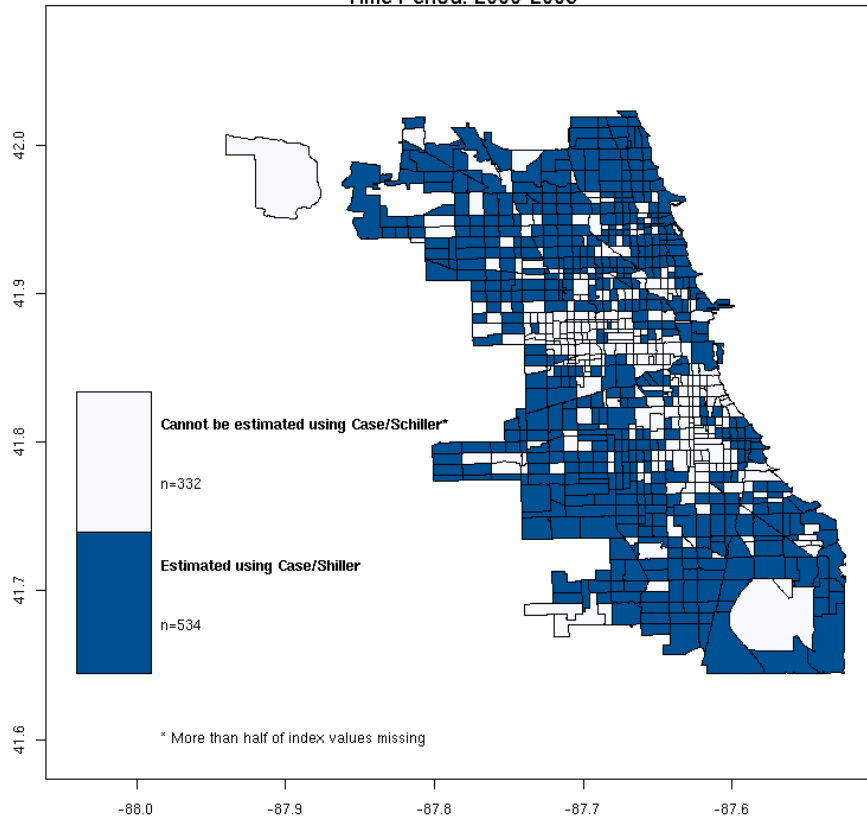 42.0
41.9
41.8
41.7
41.6
Cannot be estimated using Case/Schiller*
n=332
Estimated using Case/Shiller
n=534
* More than half of index values missing
-88.0 -87.9 -87.8 -87.7 -87.6